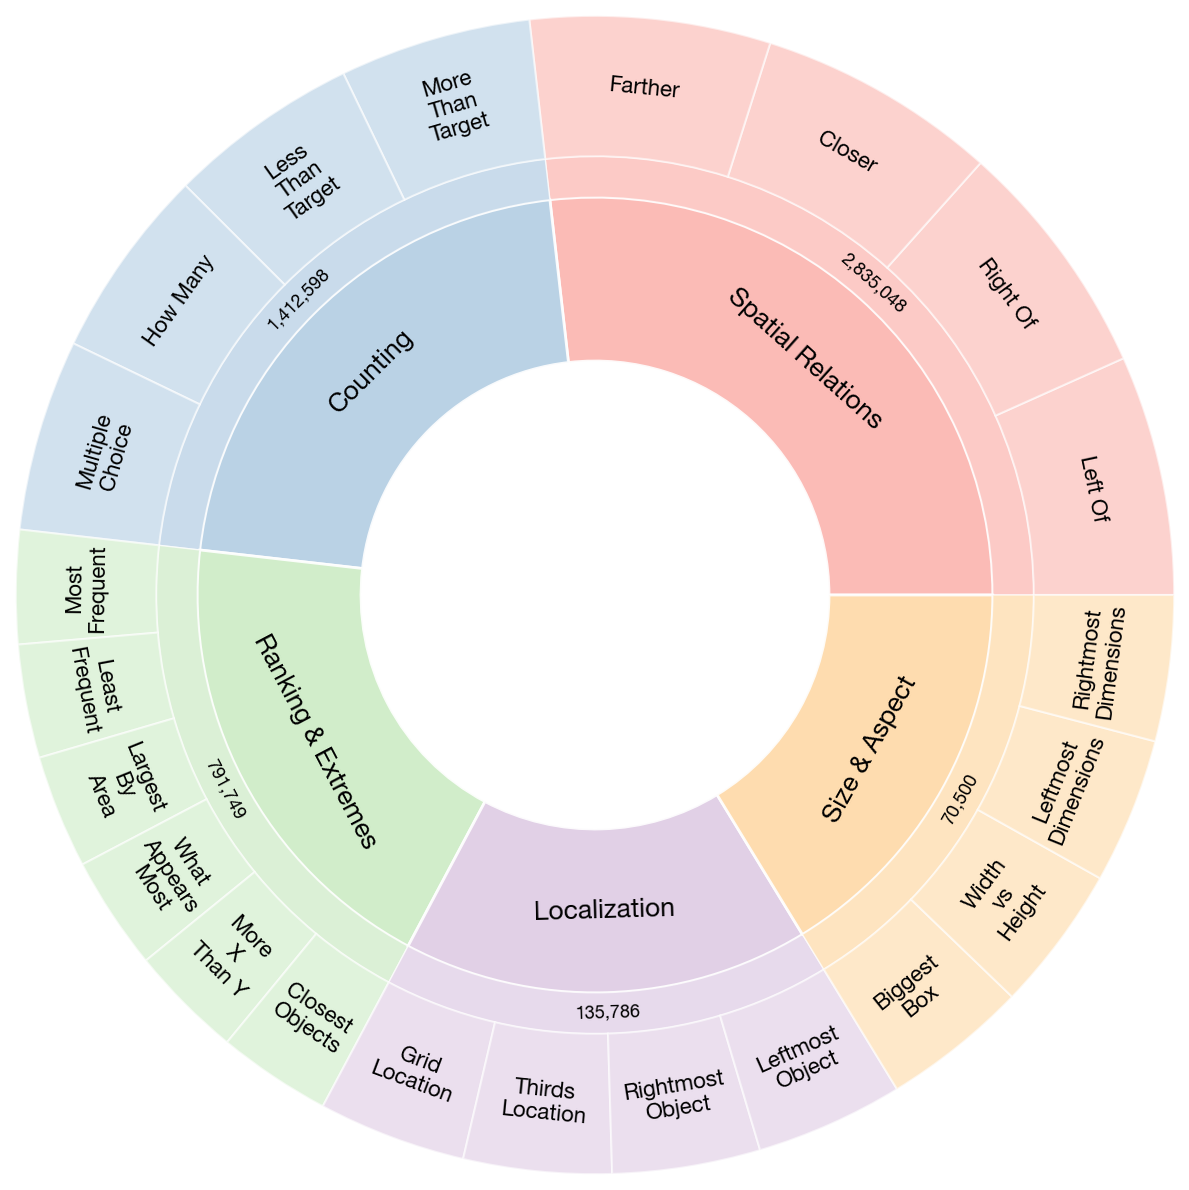 Farther
Closer
Right Of
Left Of
2,835,048
Spatial Relations
More
Than
Target
Less
Than
Target
How Many
Multiple
Choice
1,412,598
Counting
Most
Frequent
Least
Frequent
Largest
By
Area
What
Appears
Most
More
X
Than Y
Closest
Objects
791,749
Ranking & Extremes
Localization
135,786
Grid
Location
Thirds
Location
Rightmost
Object
Leftmost
Object
Size & Aspect
70,500
Rightmost
Dimensions
Leftmost
Dimensions
Width
vs
Height
Biggest
Box